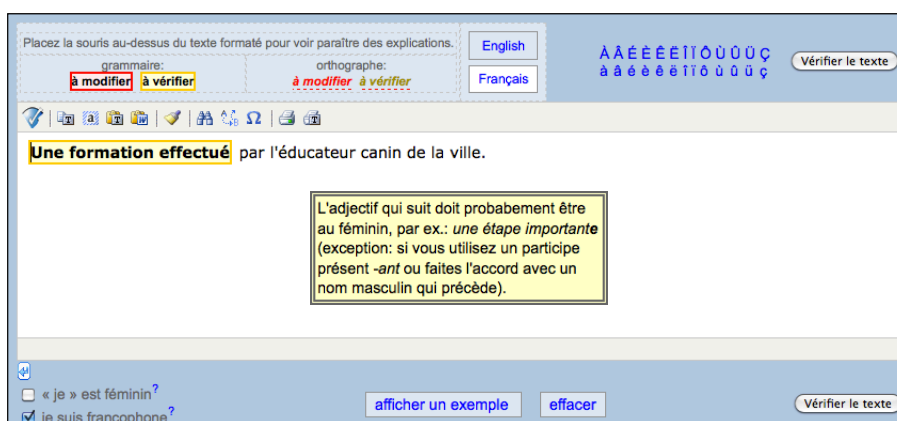 Placez la souris au-dessus du texte formaté pour voir paraître des explications.
grammaire:
à modifier à vérifier
orthographe:
à modifier à vérifier
English
Français
À Â É È Ê Ë Î Ï Ô Ù Û Ü Ç
à â é è ê ë î ï ô ù û ü ç
Vérifier le texte
Une formation effectué par l'éducateur canin de la ville.
L'adjectif qui suit doit probabement être
au féminin, par ex.: une étape importante
(exception: si vous utilisez un participe
présent -ant ou faites l'accord avec un
nom masculin qui précède).
« je » est féminin?
je suis francophone?
afficher un exemple
effacer
Vérifier le texte